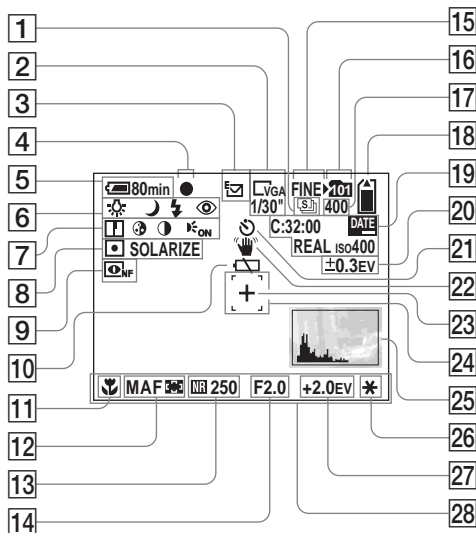 1
2
3
4
5
6
7
8
9
10
11
12
13
14
15
16
17
18
19
20
21
22
23
24
25
26
27
28
80min
VGA
FINE
101
1/30"
S
400
C:32:00
DATE
ON
REAL ISO400
SOLARIZE
±0.3EV
NF
MAF
NR 250
F2.0
+2.0EV